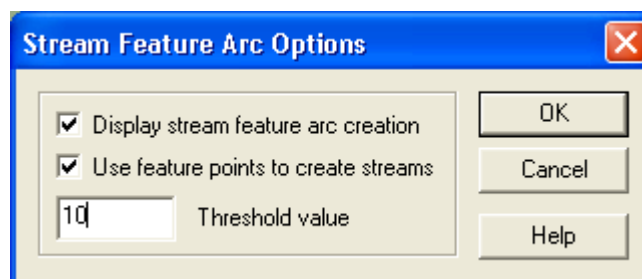 Stream Feature Arc Options
Display stream feature arc creation
Use feature points to create streams
10 Threshold value
OK
Cancel
Help